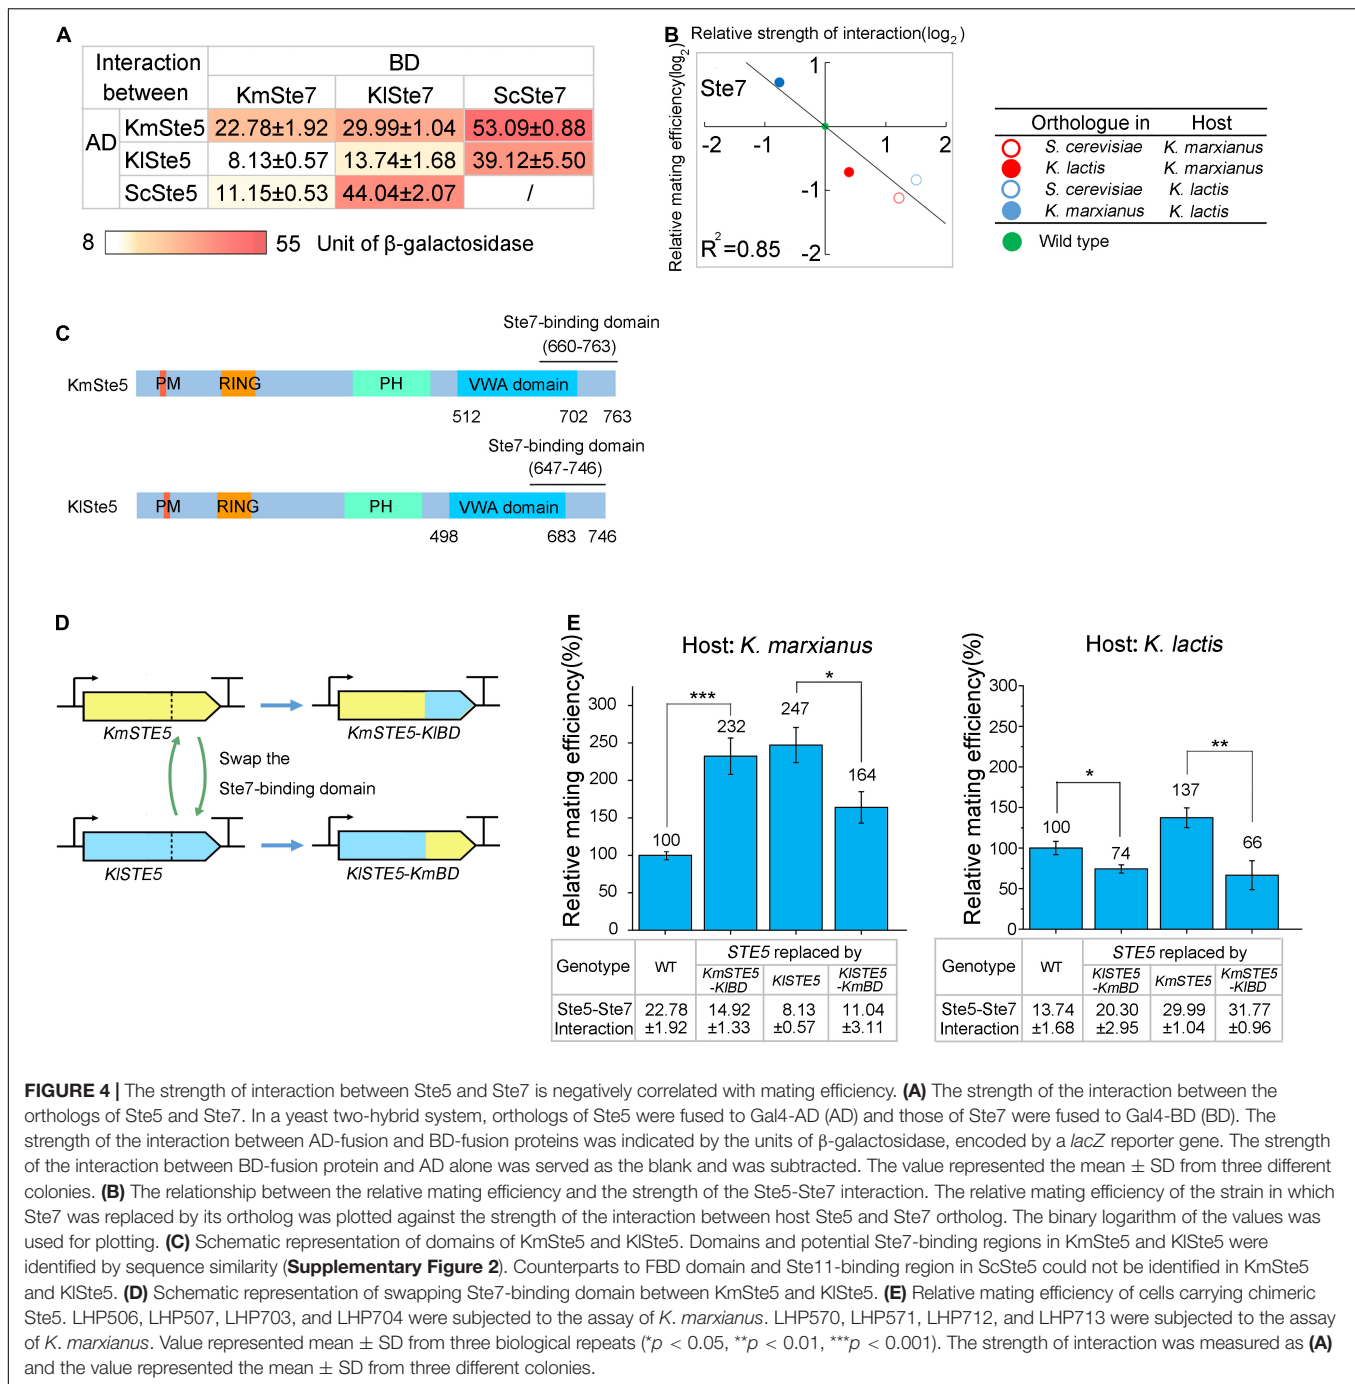 A
Interaction between
BD
KmSte7 KlSte7 ScSte7
AD
KmSte5 22.78±1.92 29.99±1.04 53.09±0.88
KlSte5 8.13±0.57 13.74±1.68 39.12±5.50
ScSte5 11.15±0.53 44.04±2.07 /
8 55 Unit of β-galactosidase
B
Relative strength of interaction(log2)
Relative mating efficiency(log2)
Ste7
1
-2 -1 1 2
-1
-2
R2=0.85
Orthologue in Host
S. cerevisiae K. marxianus
K. lactis K. marxianus
S. cerevisiae K. lactis
K. marxianus K. lactis
Wild type
C
Ste7-binding domain
(660-763)
KmSte5 PM RING PH VWA domain
512 702 763
Ste7-binding domain
(647-746)
KlSte5 PM RING PH VWA domain
498 683 746
D
KmSTE5 KmSTE5-KlBD
Swap the
Ste7-binding domain
KlSTE5 KlSTE5-KmBD
E
Host: K. marxianus
Relative mating efficiency(%)
300
250
200
150
100
50
0
100 232 247 164
*** *
Genotype WT STE5 replaced by
KmSTE5-KlBD KlSTE5 KlSTE5-KmBD
Ste5-Ste7 Interaction 22.78±1.92 14.92±1.33 8.13±0.57 11.04±3.11
Host: K. lactis
Relative mating efficiency(%)
300
250
200
150
100
50
0
100 74 137 66
* **
Genotype WT STE5 replaced by
KlSTE5-KmBD KmSTE5 KmSTE5-KlBD
Ste5-Ste7 Interaction 13.74±1.68 20.30±2.95 29.99±1.04 31.77±0.96
FIGURE 4 | The strength of interaction between Ste5 and Ste7 is negatively correlated with mating efficiency. (A) The strength of the interaction between the
orthologs of Ste5 and Ste7. In a yeast two-hybrid system, orthologs of Ste5 were fused to Gal4-AD (AD) and those of Ste7 were fused to Gal4-BD (BD). The
strength of the interaction between AD-fusion and BD-fusion proteins was indicated by the units of β-galactosidase, encoded by a lacZ reporter gene. The strength
of the interaction between BD-fusion protein and AD alone was served as the blank and was subtracted. The value represented the mean ± SD from three different
colonies. (B) The relationship between the relative mating efficiency and the strength of the Ste5-Ste7 interaction. The relative mating efficiency of the strain in which
Ste7 was replaced by its ortholog was plotted against the strength of the interaction between host Ste5 and Ste7 ortholog. The binary logarithm of the values was
used for plotting. (C) Schematic representation of domains of KmSte5 and KlSte5. Domains and potential Ste7-binding regions in KmSte5 and KlSte5 were
identified by sequence similarity (Supplementary Figure 2). Counterparts to FBD domain and Ste11-binding region in ScSte5 could not be identified in KmSte5
and KlSte5. (D) Schematic representation of swapping Ste7-binding domain between KmSte5 and KlSte5. (E) Relative mating efficiency of cells carrying chimeric
Ste5. LHP506, LHP507, LHP703, and LHP704 were subjected to the assay of K. marxianus. LHP570, LHP571, LHP712, and LHP713 were subjected to the assay
of K. marxianus. Value represented mean ± SD from three biological repeats (*p < 0.05, **p < 0.01, ***p < 0.001). The strength of interaction was measured as (A)
and the value represented the mean ± SD from three different colonies.